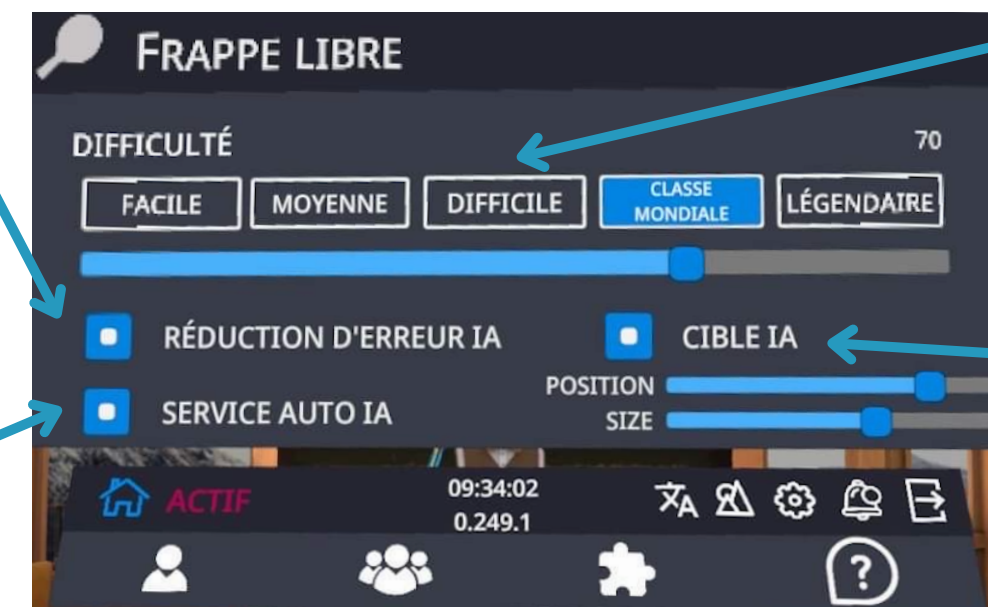 FRAPPE LIBRE
DIFFICULTÉ 70
FACILE MOYENNE DIFFICILE CLASSE MONDIALE LÉGENDAIRE
RÉDUCTION D'ERREUR IA CIBLE IA
POSITION
SERVICE AUTO IA SIZE
ACTIF 09:34:02
0.249.1